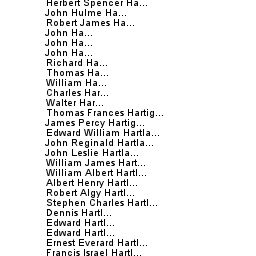 Herbert Spencer Ha...
John Hulme Ha...
Robert James Ha...
John Ha...
John Ha...
John Ha...
Richard Ha...
Thomas Ha...
William Ha...
Charles Har...
Walter Har...
Thomas Frances Hartig...
James Percy Hartig...
Edward William Hartla...
John Reginald Hartla...
John Leslie Hartla...
William James Hart...
William Albert Hartl...
Albert Henry Hartl...
Robert Algy Hartl...
Stephen Charles Hartl...
Dennis Hartl...
Edward Hartl...
Edward Hartl...
Ernest Everard Hartl...
Francis Israel Hartl...